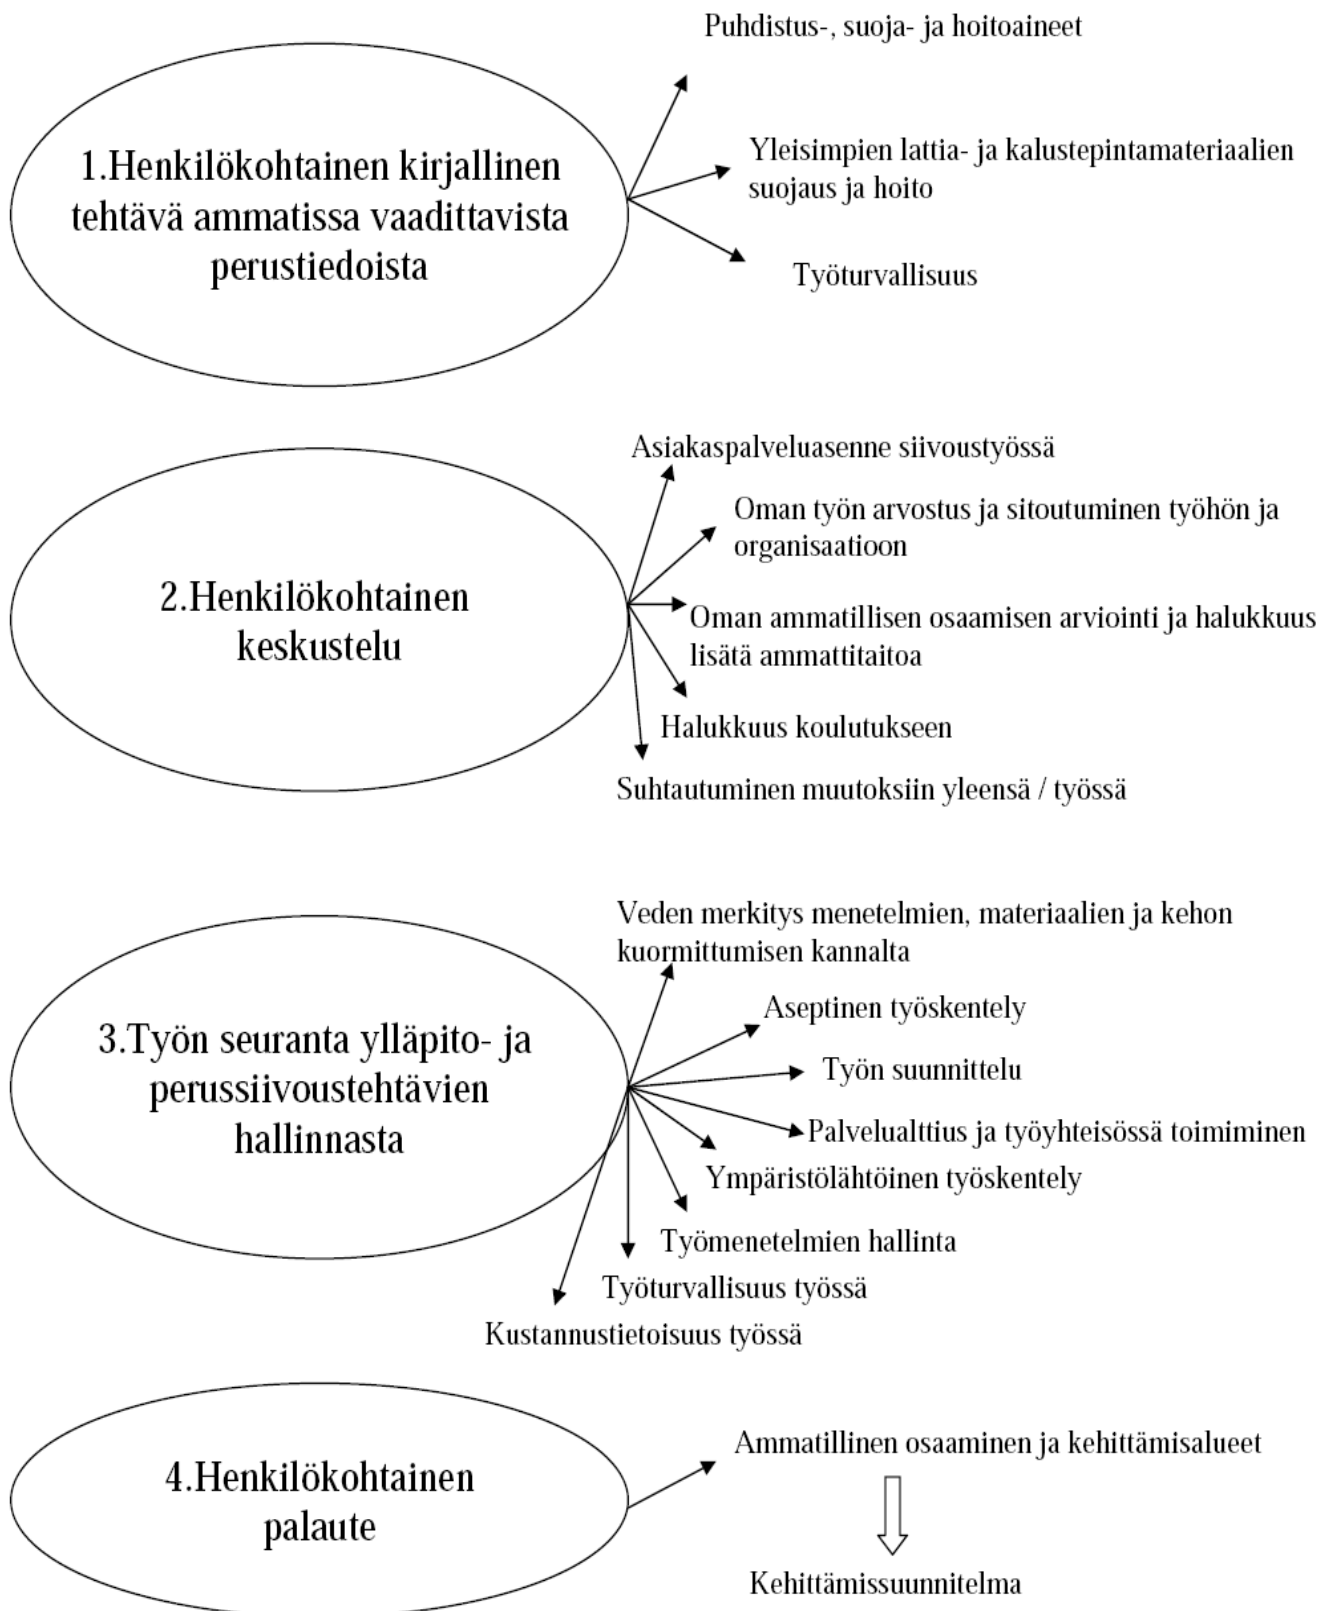 Puhdistus-, suoja- ja hoitoaineet
1.Henkilökohtainen kirjallinen
tehtävä ammatissa vaadittavista
perustiedoista
Yleisimpien lattia- ja kalustepintamateriaalien
suojaus ja hoito
Työturvallisuus
Asiakaspalveluasenne siivoustyössä
Oman työn arvostus ja sitoutuminen työhön ja
organisaatioon
2.Henkilökohtainen
keskustelu
Oman ammatillisen osaamisen arviointi ja halukkuus
lisätä ammattitaitoa
Halukkuus koulutukseen
Suhtautuminen muutoksiin yleensä / työssä
Veden merkitys menetelmien, materiaalien ja kehon
kuormittumisen kannalta
3.Työn seuranta ylläpito- ja
perussiivoustehtävien
hallinnasta
Aseptinen työskentely
Työn suunnittelu
Palvelualttius ja työyhteisössä toimiminen
Ympäristölähtöinen työskentely
Työmenetelmien hallinta
Työturvallisuus työssä
Kustannustietoisuus työssä
4.Henkilökohtainen
palaute
Ammatillinen osaaminen ja kehittämisalueet
Kehittämissuunnitelma